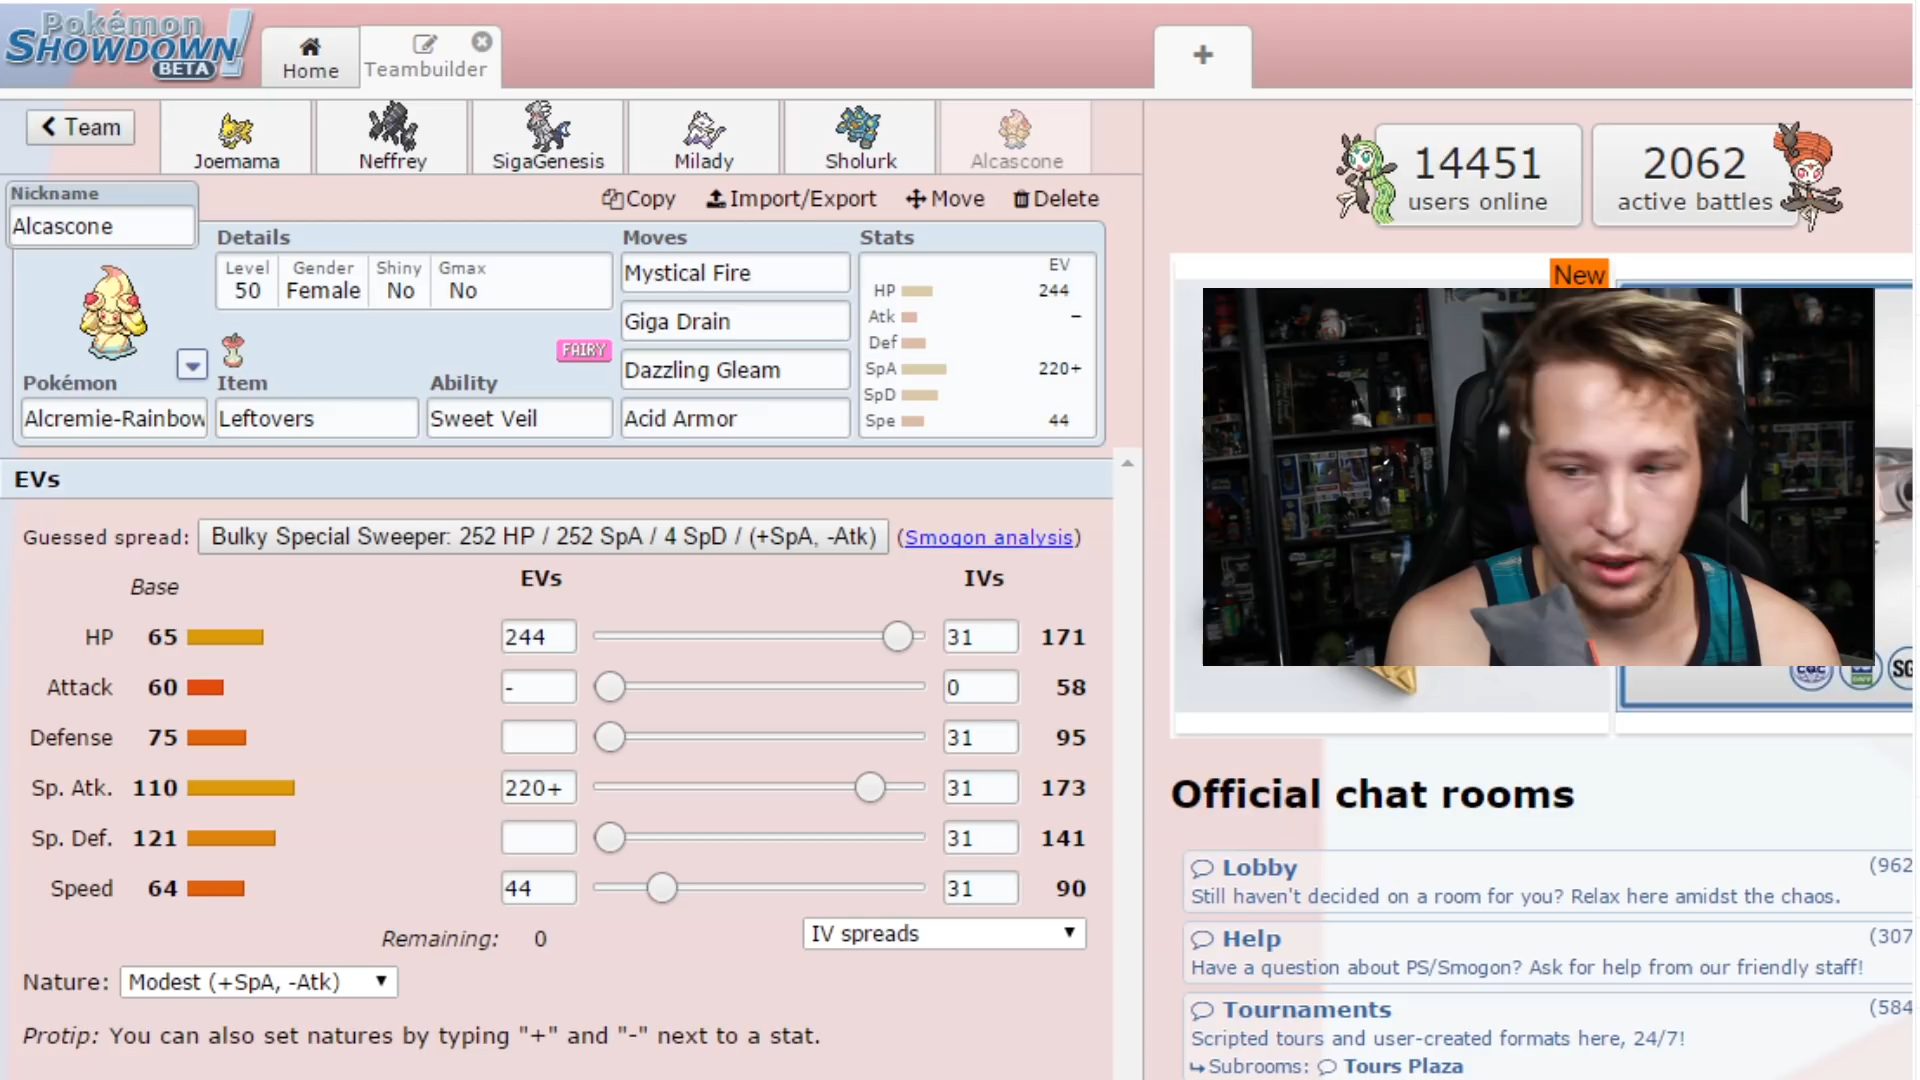 Pokémon
SHOWDOWN!
BETA
Home
Teambuilder
+
Team
Joemama
Neffrey
SigaGenesis
Milady
Sholurk
Alcascone
14451
users online
2062
active battles
Nickname
Alcascone
Copy
Import/Export
Move
Delete
Details
Level
50
Gender
Female
Shiny
No
Gmax
No
Moves
Mystical Fire
Giga Drain
Dazzling Gleam
Acid Armor
Stats
EV
HP 244
Atk –
Def
SpA 220+
SpD
Spe 44
FAIRY
Pokémon
Alcremie-Rainbow
Item
Leftovers
Ability
Sweet Veil
New
EVs
Guessed spread: Bulky Special Sweeper: 252 HP / 252 SpA / 4 SpD / (+SpA, -Atk) (Smogon analysis)
Base EVs IVs
HP 65 244 31 171
Attack 60 - 0 58
Defense 75 31 95
Sp. Atk. 110 220+ 31 173
Sp. Def. 121 31 141
Speed 64 44 31 90
Remaining: 0
IV spreads
Nature: Modest (+SpA, -Atk)
Protip: You can also set natures by typing "+" and "-" next to a stat.
CQC
SG
Official chat rooms
Lobby (962
Still haven't decided on a room for you? Relax here amidst the chaos.
Help (307
Have a question about PS/Smogon? Ask for help from our friendly staff!
Tournaments (584
Scripted tours and user-created formats here, 24/7!
Subrooms: Tours Plaza